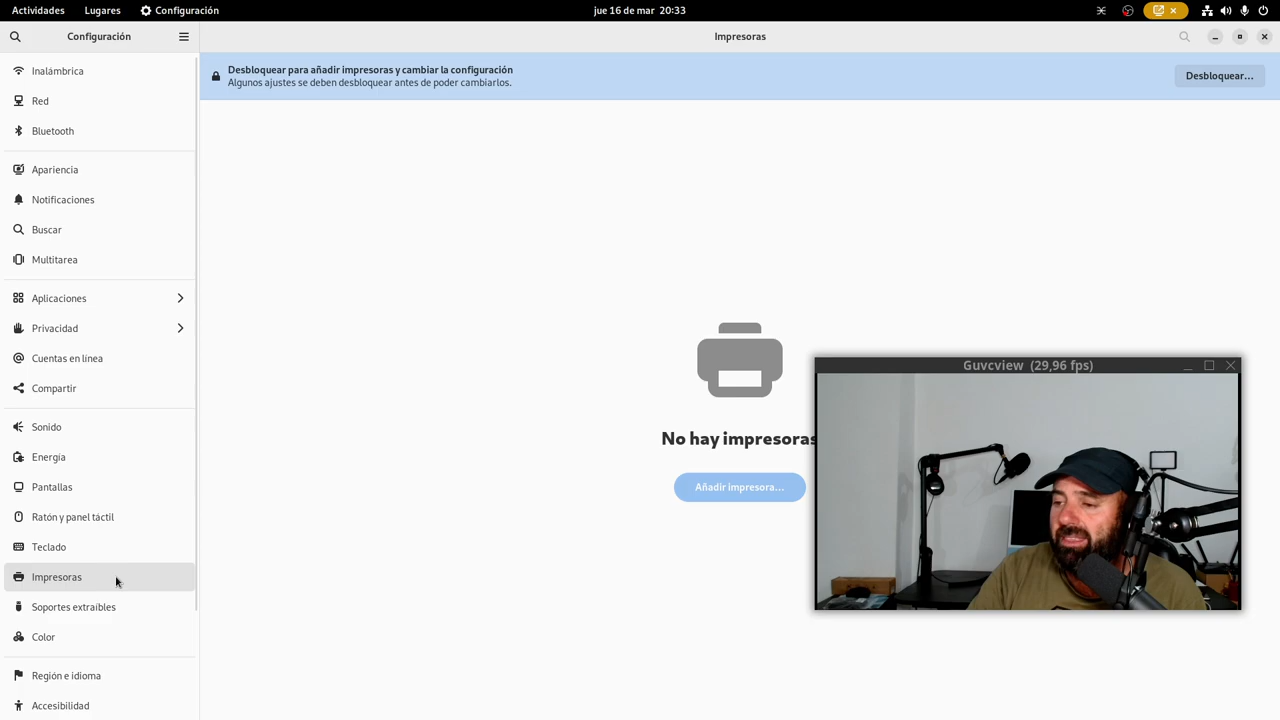 Actividades
Lugares
Configuración
jue 16 de mar 20:33
Configuración
Impresoras
Desbloquear para añadir impresoras y cambiar la configuración
Algunos ajustes se deben desbloquear antes de poder cambiarlos.
Desbloquear...
Inalámbrica
Red
Bluetooth
Apariencia
Notificaciones
Buscar
Multitarea
Aplicaciones
Privacidad
Cuentas en línea
Compartir
Sonido
Energía
Pantallas
Ratón y panel táctil
Teclado
Impresoras
Soportes extraíbles
Color
Región e idioma
Accesibilidad
No hay impresoras
Añadir impresora...
Guvcview (29,96 fps)